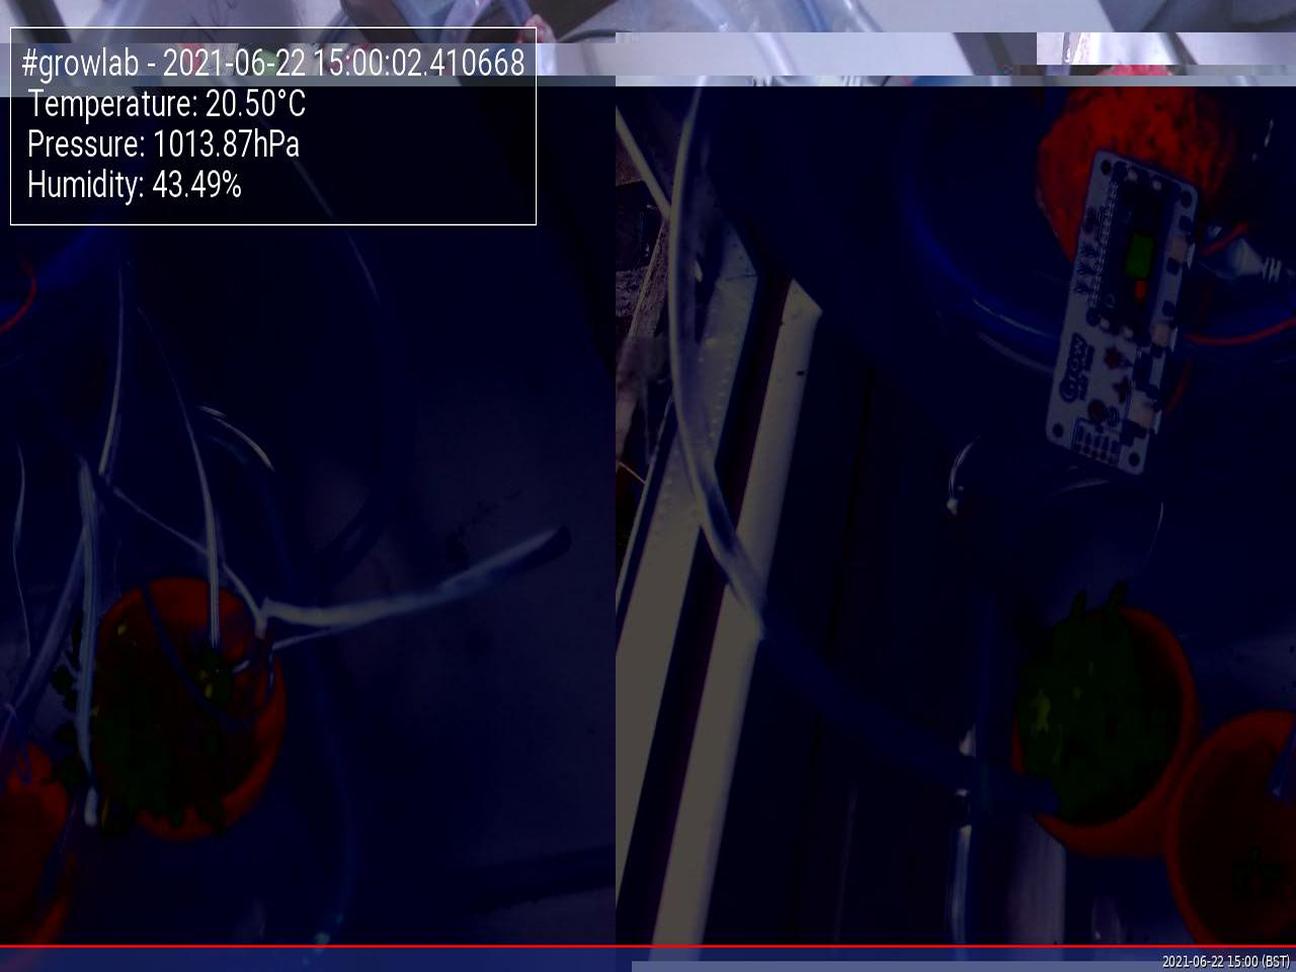 #growlab - 2021-06-22 15:00:02.410668
Temperature: 20.50°C
Pressure: 1013.87hPa
Humidity: 43.49%
GROW
2021-06-22 15:00 (BST)